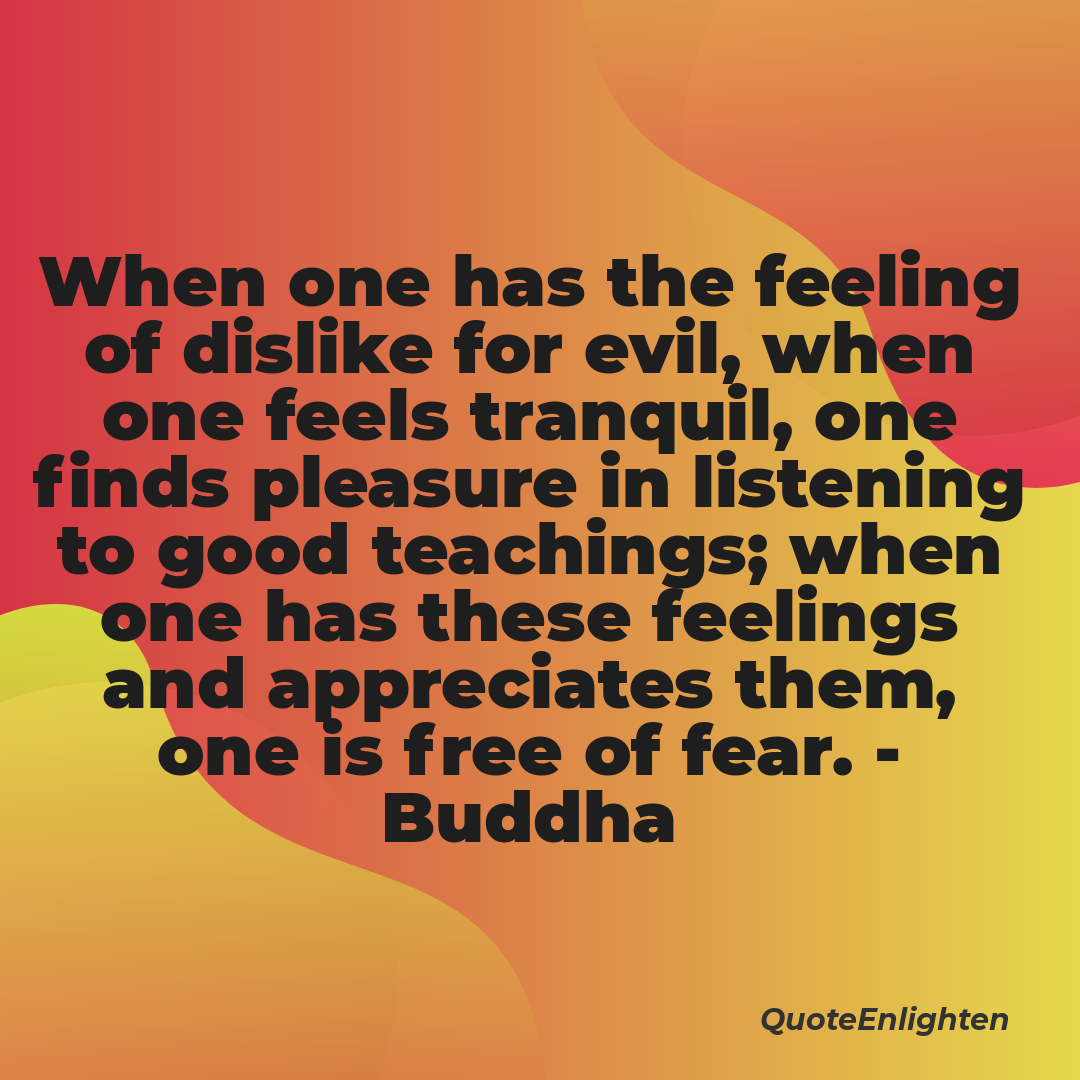 When one has the feeling
of dislike for evil, when
one feels tranquil, one
finds pleasure in listening
to good teachings; when
one has these feelings
and appreciates them,
one is free of fear. -
Buddha
QuoteEnlighten